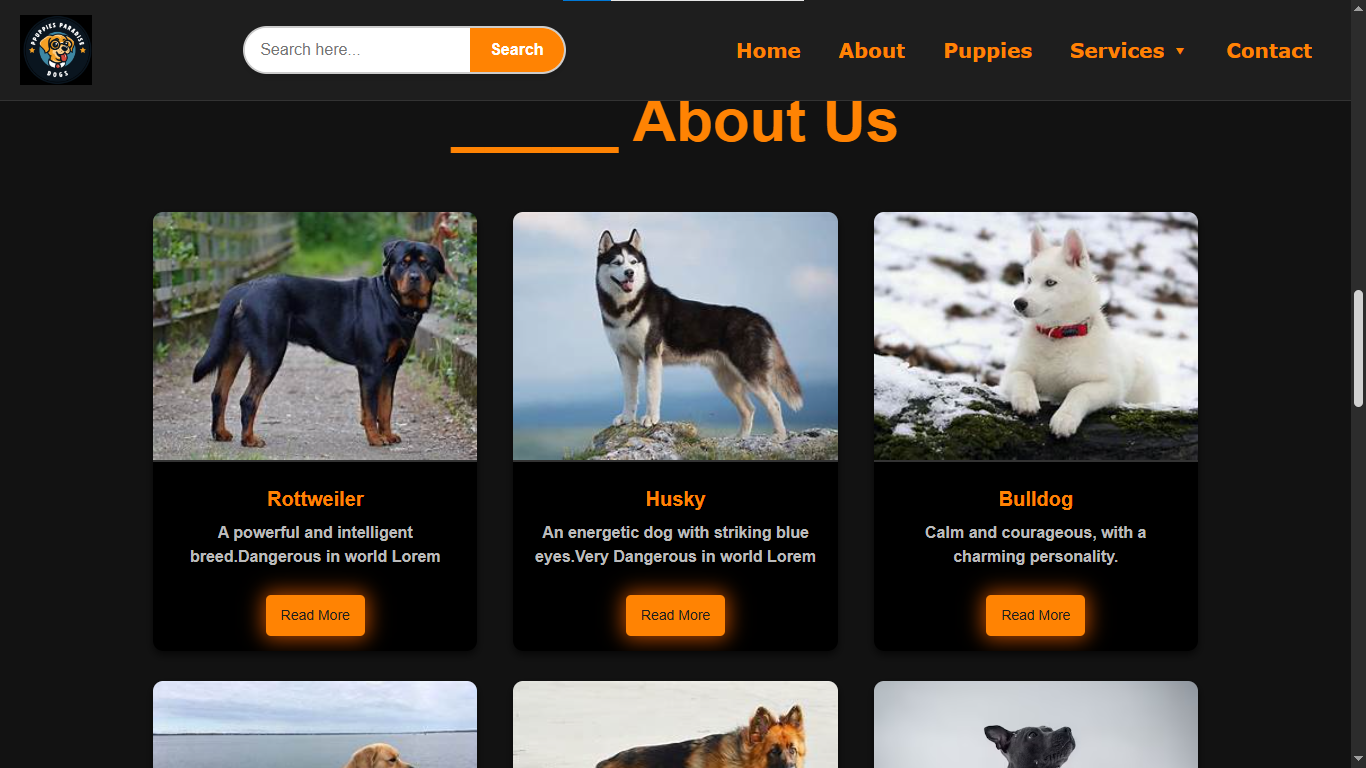 PPUPPIES PARADISE
DOGS
Search here...
Search
Home
About
Puppies
Services ▼
Contact
About Us
Rottweiler
A powerful and intelligent
breed.Dangerous in world Lorem
Read More
Husky
An energetic dog with striking blue
eyes.Very Dangerous in world Lorem
Read More
Bulldog
Calm and courageous, with a
charming personality.
Read More